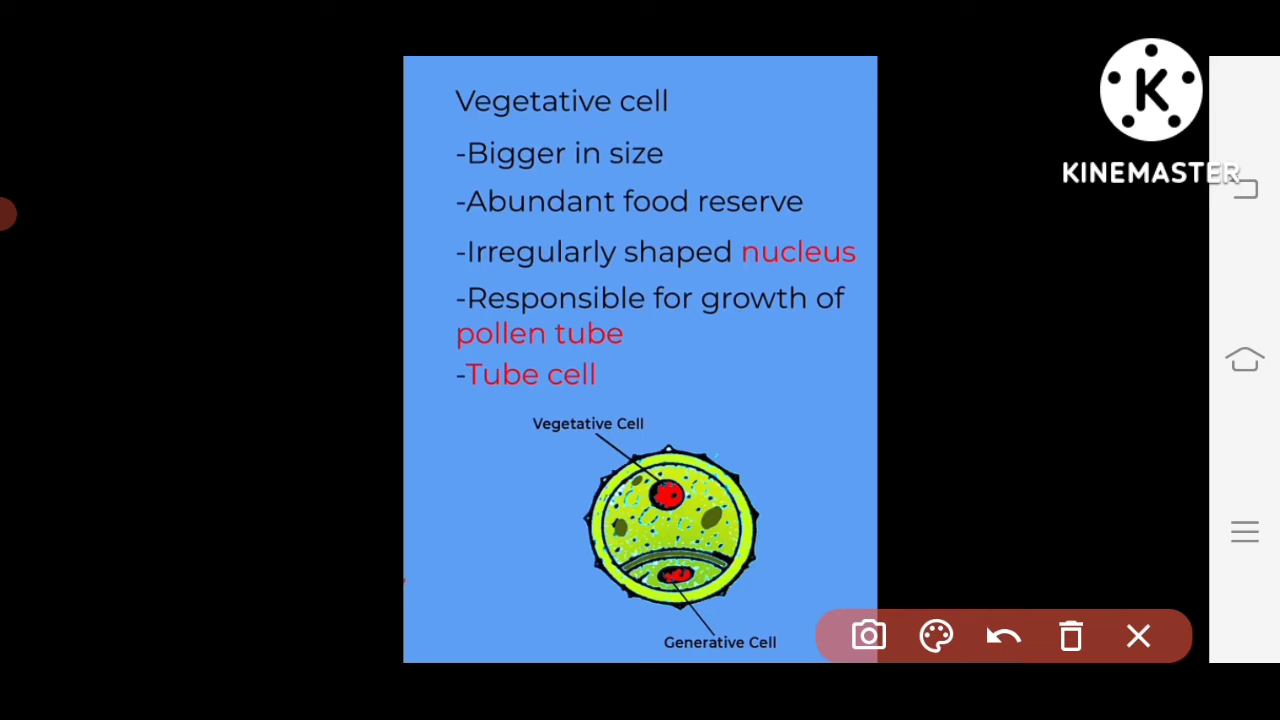 Vegetative cell
-Bigger in size
-Abundant food reserve
-Irregularly shaped nucleus
-Responsible for growth of
pollen tube
-Tube cell
Vegetative Cell
Generative Cell
K
KINEMASTER